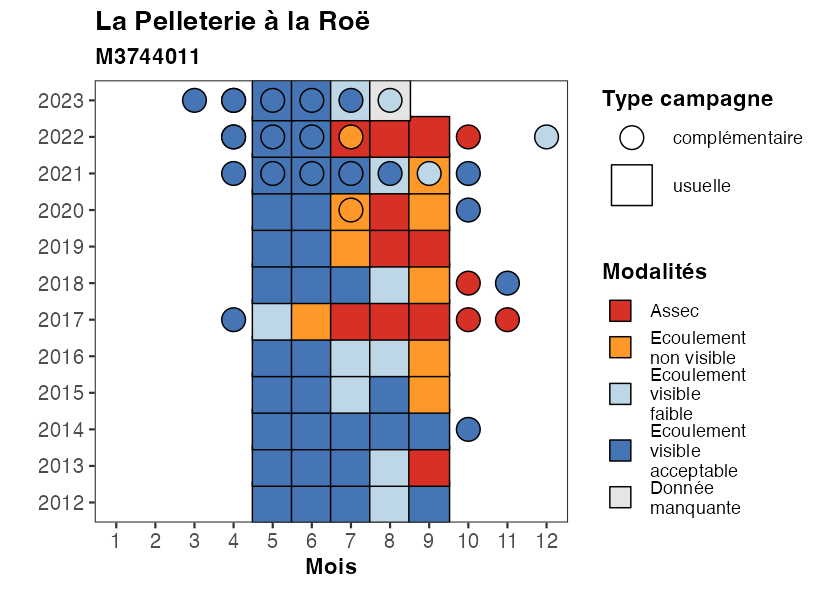 La Pelleterie à la Roë
M3744011
2023
2022
2021
2020
2019
2018
2017
2016
2015
2014
2013
2012
1 2 3 4 5 6 7 8 9 10 11 12
Mois
Type campagne
complémentaire
usuelle
Modalités
Assec
Ecoulement
non visible
Ecoulement
visible
faible
Ecoulement
visible
acceptable
Donnée
manquante